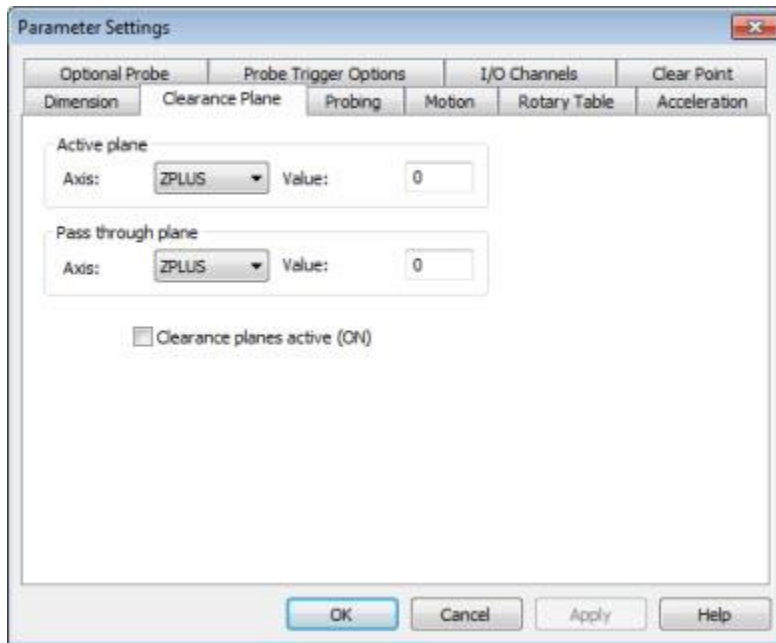 Parameter Settings
Optional Probe Probe Trigger Options I/O Channels Clear Point
Dimension Clearance Plane Probing Motion Rotary Table Acceleration
Active plane
Axis: ZPLUS Value: 0
Pass through plane
Axis: ZPLUS Value: 0
Clearance planes active (ON)
OK Cancel Apply Help